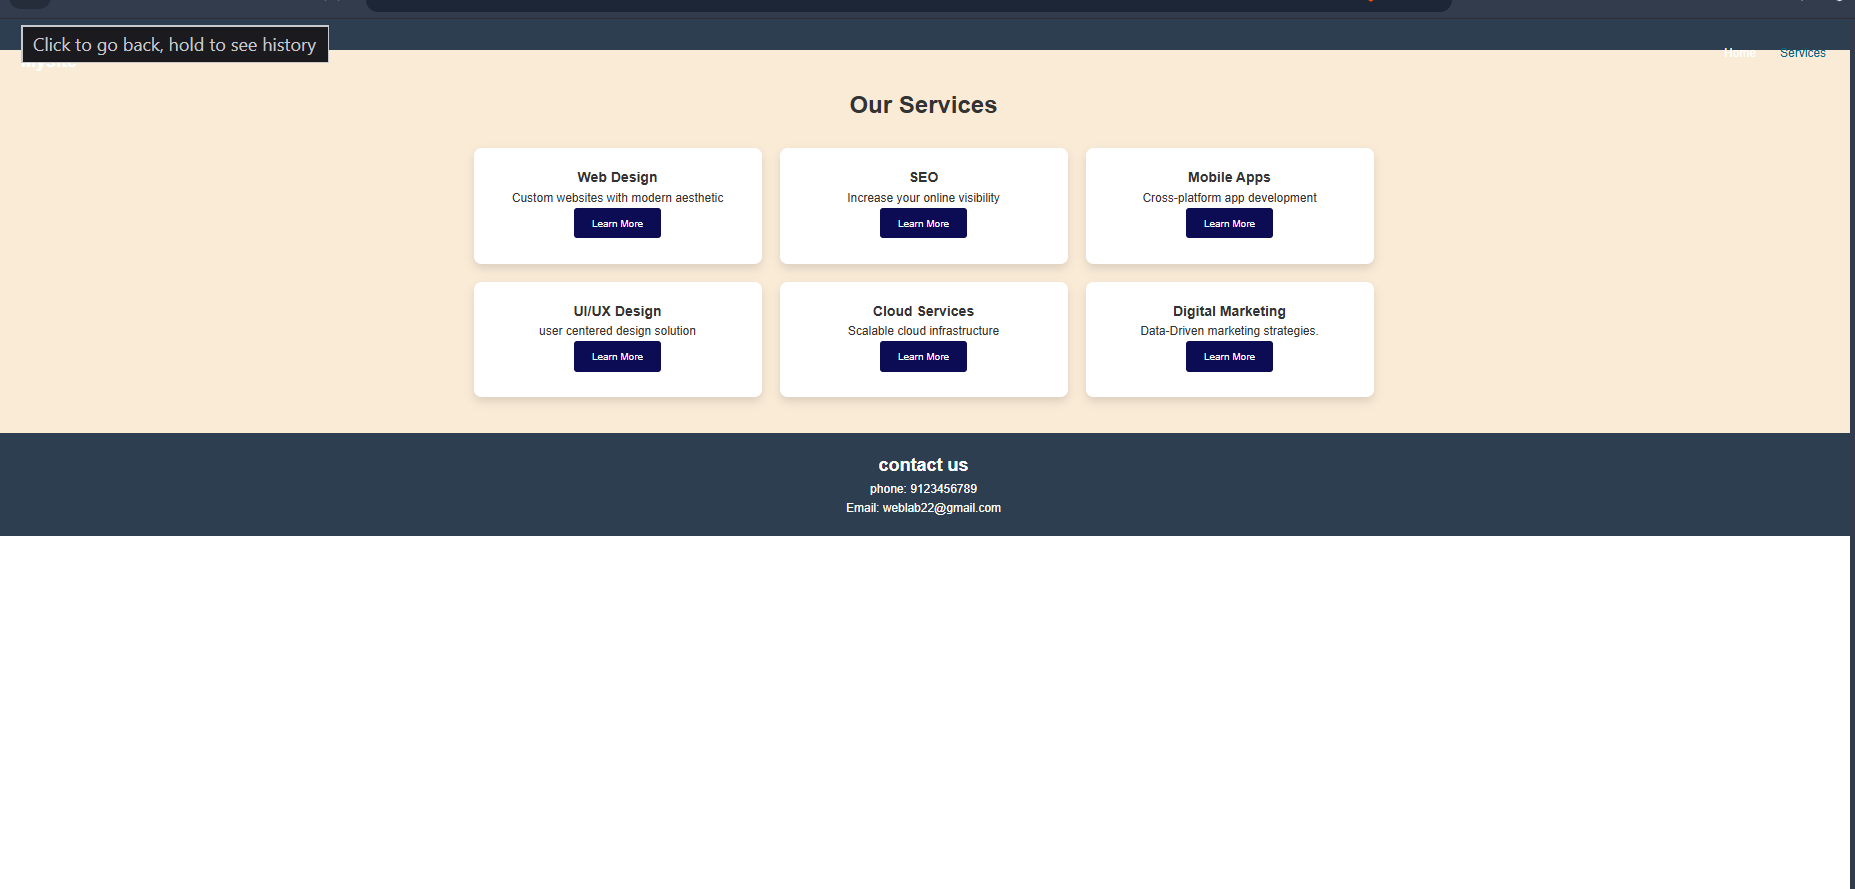 Click to go back, hold to see history
Home Services
Our Services
Web Design
Custom websites with modern aesthetic
Learn More
SEO
Increase your online visibility
Learn More
Mobile Apps
Cross-platform app development
Learn More
UI/UX Design
user centered design solution
Learn More
Cloud Services
Scalable cloud infrastructure
Learn More
Digital Marketing
Data-Driven marketing strategies.
Learn More
contact us
phone: 9123456789
Email: weblab22@gmail.com